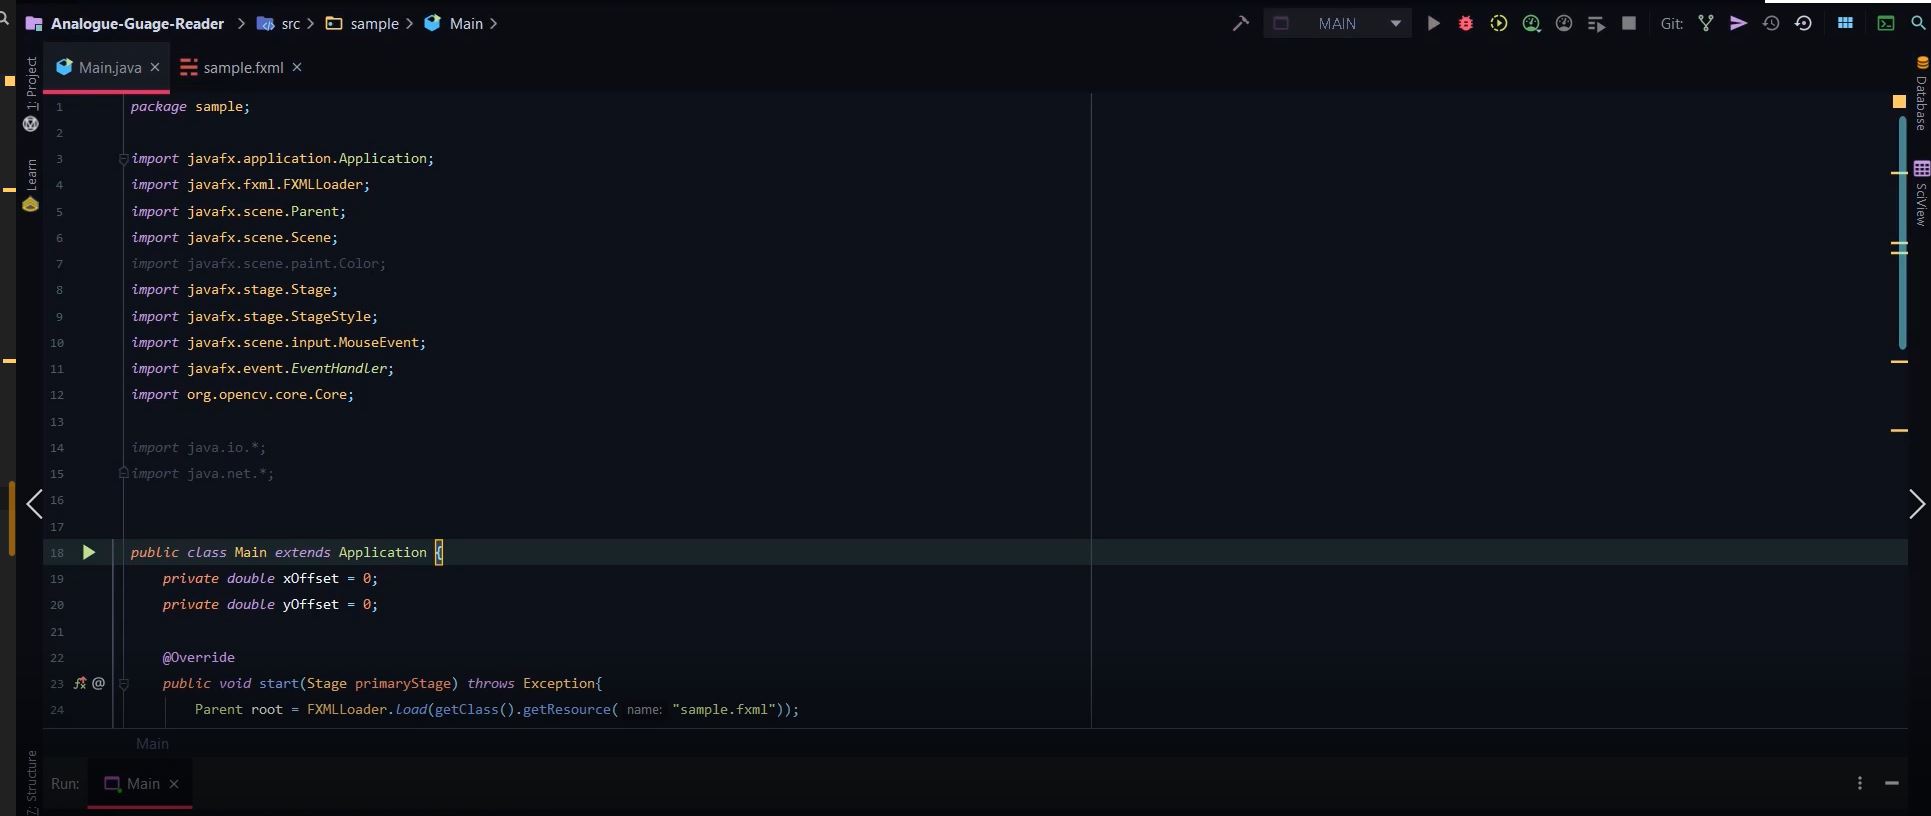 Analogue-Guage-Reader > src > sample > Main >
MAIN
Git:
1: Project
Learn
7: Structure
Database
SciView
Main.java
sample.fxml
1 package sample;
2
3 import javafx.application.Application;
4 import javafx.fxml.FXMLLoader;
5 import javafx.scene.Parent;
6 import javafx.scene.Scene;
7 import javafx.scene.paint.Color;
8 import javafx.stage.Stage;
9 import javafx.stage.StageStyle;
10 import javafx.scene.input.MouseEvent;
11 import javafx.event.EventHandler;
12 import org.opencv.core.Core;
13
14 import java.io.*;
15 import java.net.*;
16
17
18 public class Main extends Application {
19 private double xOffset = 0;
20 private double yOffset = 0;
21
22 @Override
23 public void start(Stage primaryStage) throws Exception{
24 Parent root = FXMLLoader.load(getClass().getResource( name: "sample.fxml"));
Main
Run: Main